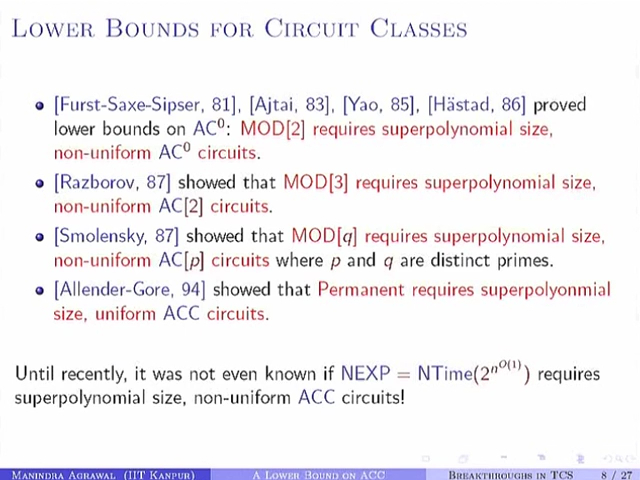 LOWER BOUNDS FOR CIRCUIT CLASSES
• [Furst-Saxe-Sipser, 81], [Ajtai, 83], [Yao, 85], [Håstad, 86] proved
lower bounds on AC⁰: MOD[2] requires superpolynomial size,
non-uniform AC⁰ circuits.
• [Razborov, 87] showed that MOD[3] requires superpolynomial size,
non-uniform AC[2] circuits.
• [Smolensky, 87] showed that MOD[q] requires superpolynomial size,
non-uniform AC[p] circuits where p and q are distinct primes.
• [Allender-Gore, 94] showed that Permanent requires superpolyonmial
size, uniform ACC circuits.
Until recently, it was not even known if NEXP = NTime(2^{n^{O(1)}}) requires
superpolynomial size, non-uniform ACC circuits!
MANINDRA AGRAWAL (IIT KANPUR) A LOWER BOUND ON ACC BREAKTHROUGHS IN TCS 8 / 27